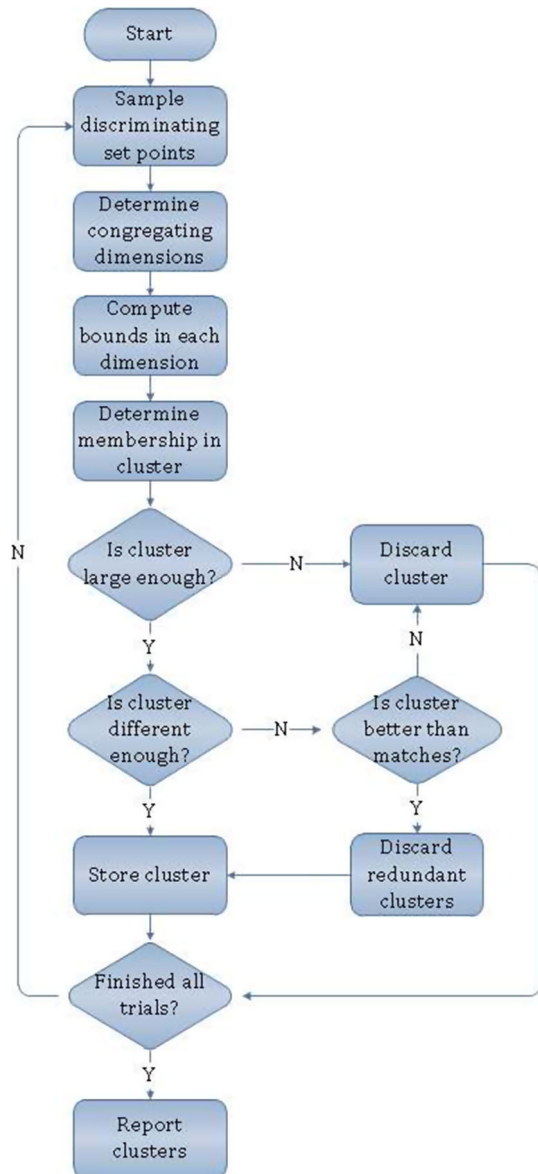 Start
Sample
discriminating
set points
Determine
congregating
dimensions
Compute
bounds in each
dimension
Determine
membership in
cluster
Is cluster
large enough?
N
Discard
cluster
N
Y
N
Is cluster
different
enough?
N
Is cluster
better than
matches?
Y
Y
Store cluster
Discard
redundant
clusters
Finished all
trials?
Y
Report
clusters